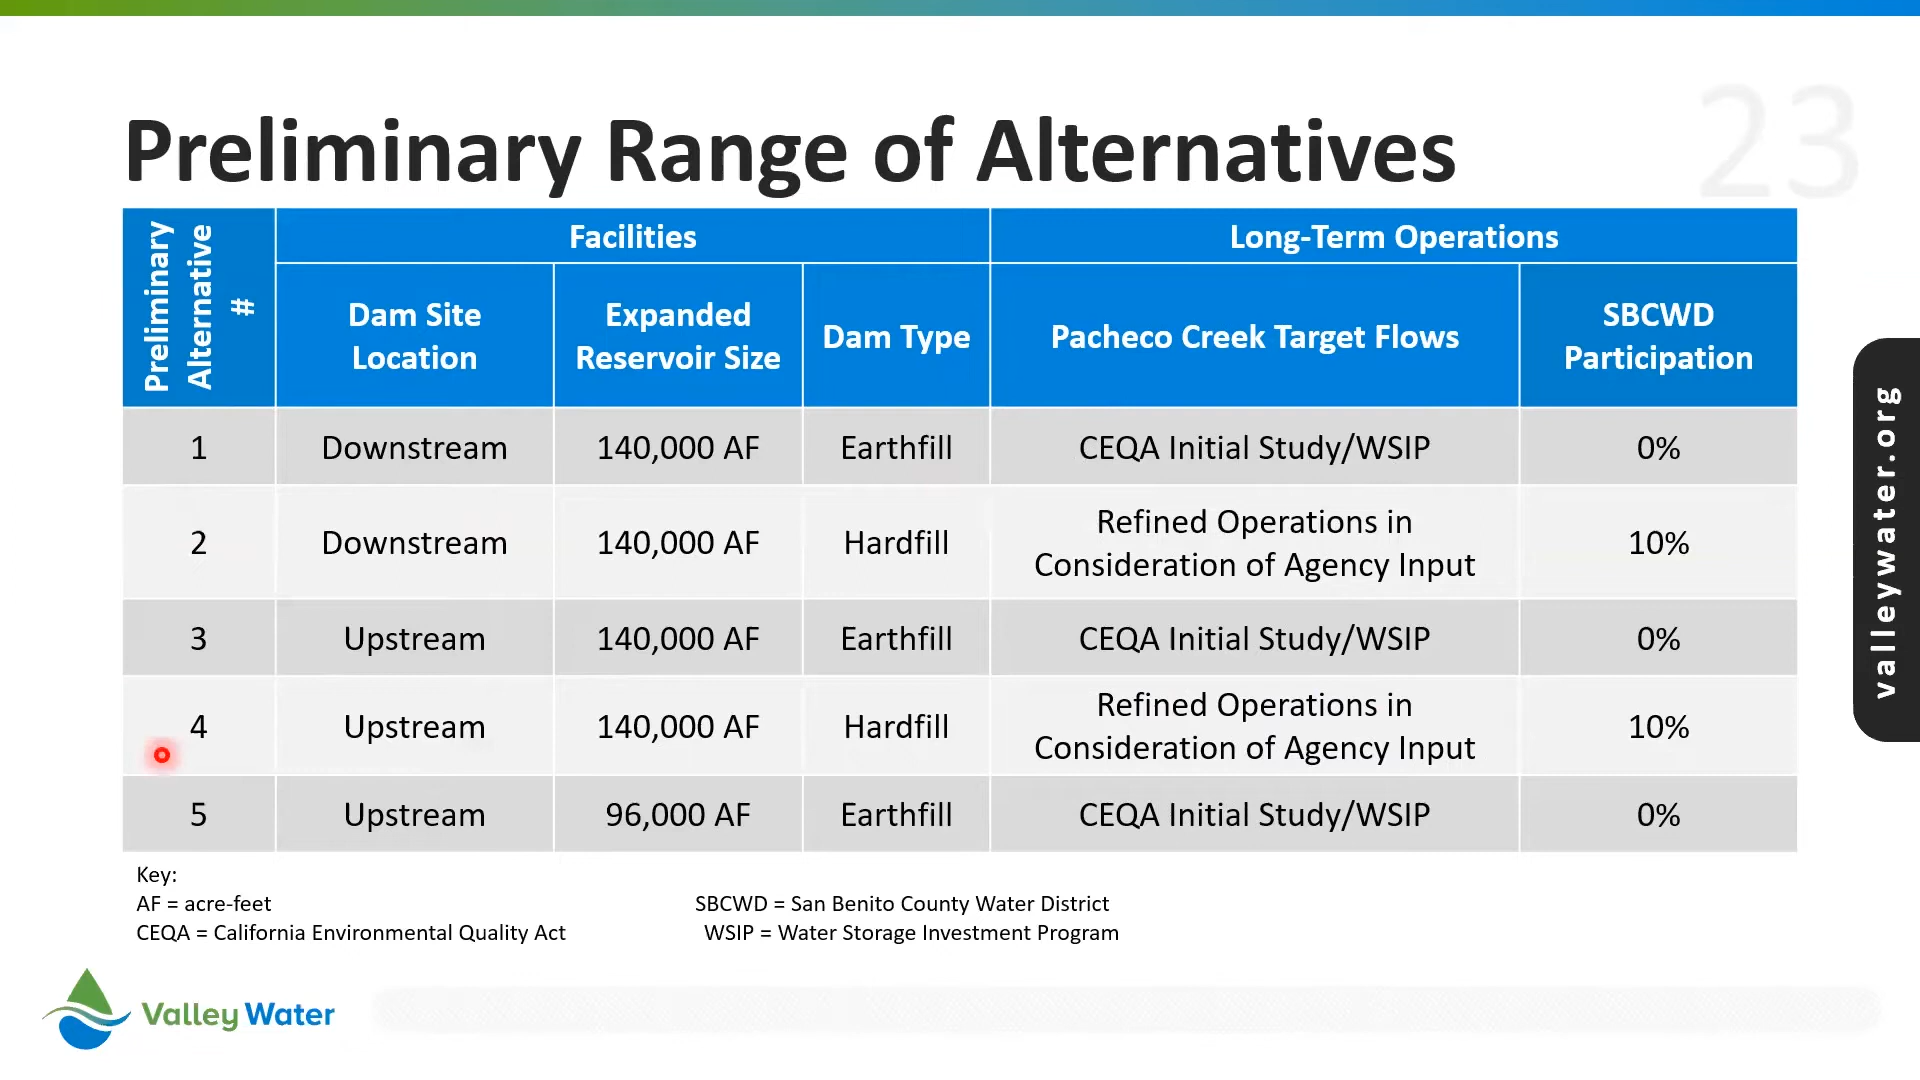 23
Preliminary Range of Alternatives
Preliminary
Alternative
#
Facilities
Long-Term Operations
Dam Site
Location
Expanded
Reservoir Size
Dam Type
Pacheco Creek Target Flows
SBCWD
Participation
1
Downstream
140,000 AF
Earthfill
CEQA Initial Study/WSIP
0%
2
Downstream
140,000 AF
Hardfill
Refined Operations in
Consideration of Agency Input
10%
3
Upstream
140,000 AF
Earthfill
CEQA Initial Study/WSIP
0%
4
Upstream
140,000 AF
Hardfill
Refined Operations in
Consideration of Agency Input
10%
5
Upstream
96,000 AF
Earthfill
CEQA Initial Study/WSIP
0%
Key:
AF = acre-feet
CEQA = California Environmental Quality Act
SBCWD = San Benito County Water District
WSIP = Water Storage Investment Program
Valley Water
valleywater.org